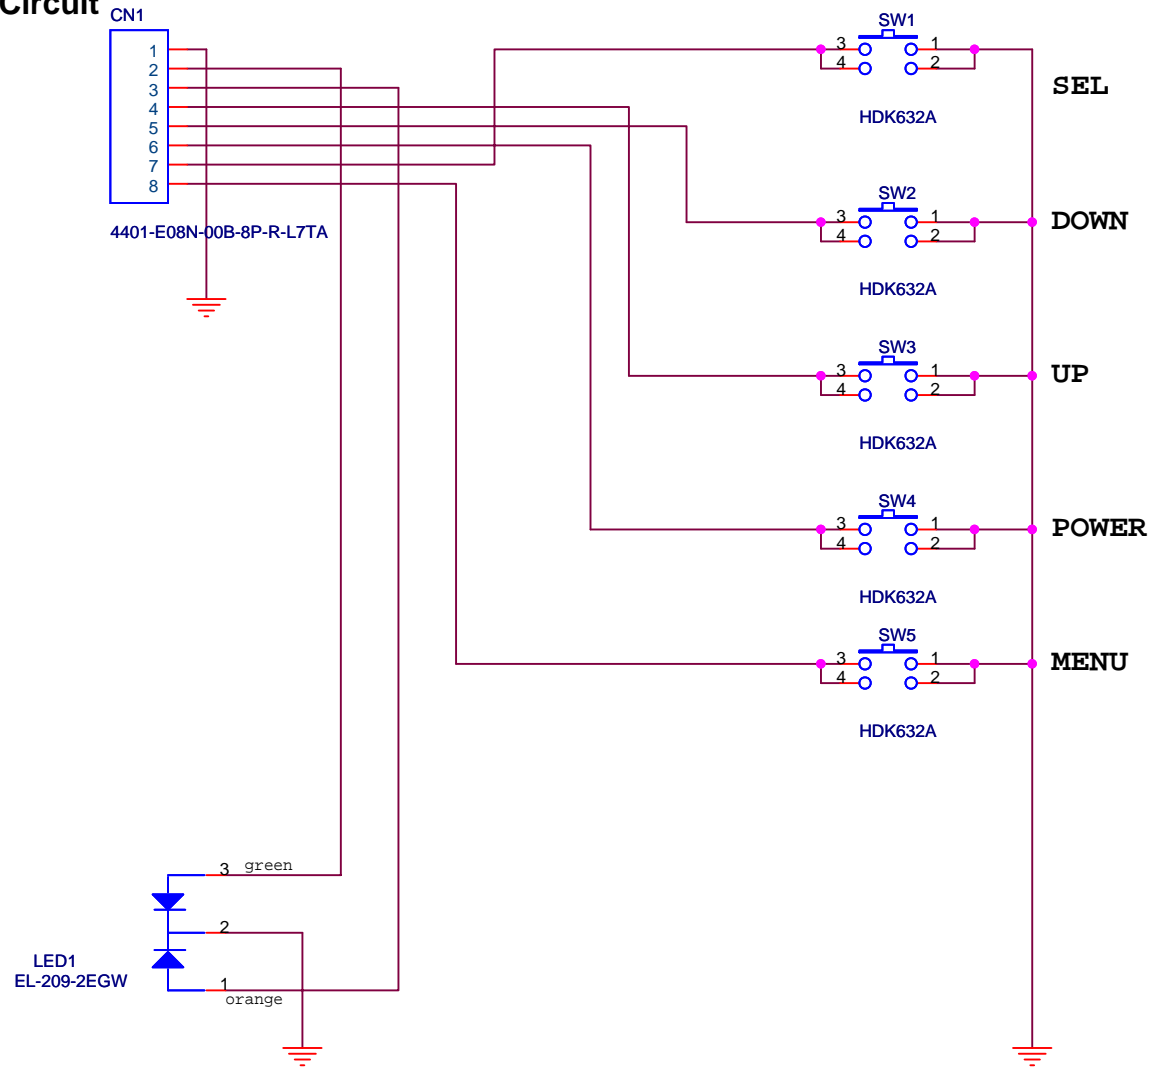 Circuit
CN1
1
2
3
4
5
6
7
8
4401-E08N-00B-8P-R-L7TA
SW1
3 1
4 2
HDK632A
SEL
SW2
3 1
4 2
HDK632A
DOWN
SW3
3 1
4 2
HDK632A
UP
SW4
3 1
4 2
HDK632A
POWER
SW5
3 1
4 2
HDK632A
MENU
3 green
2
1
orange
LED1
EL-209-2EGW